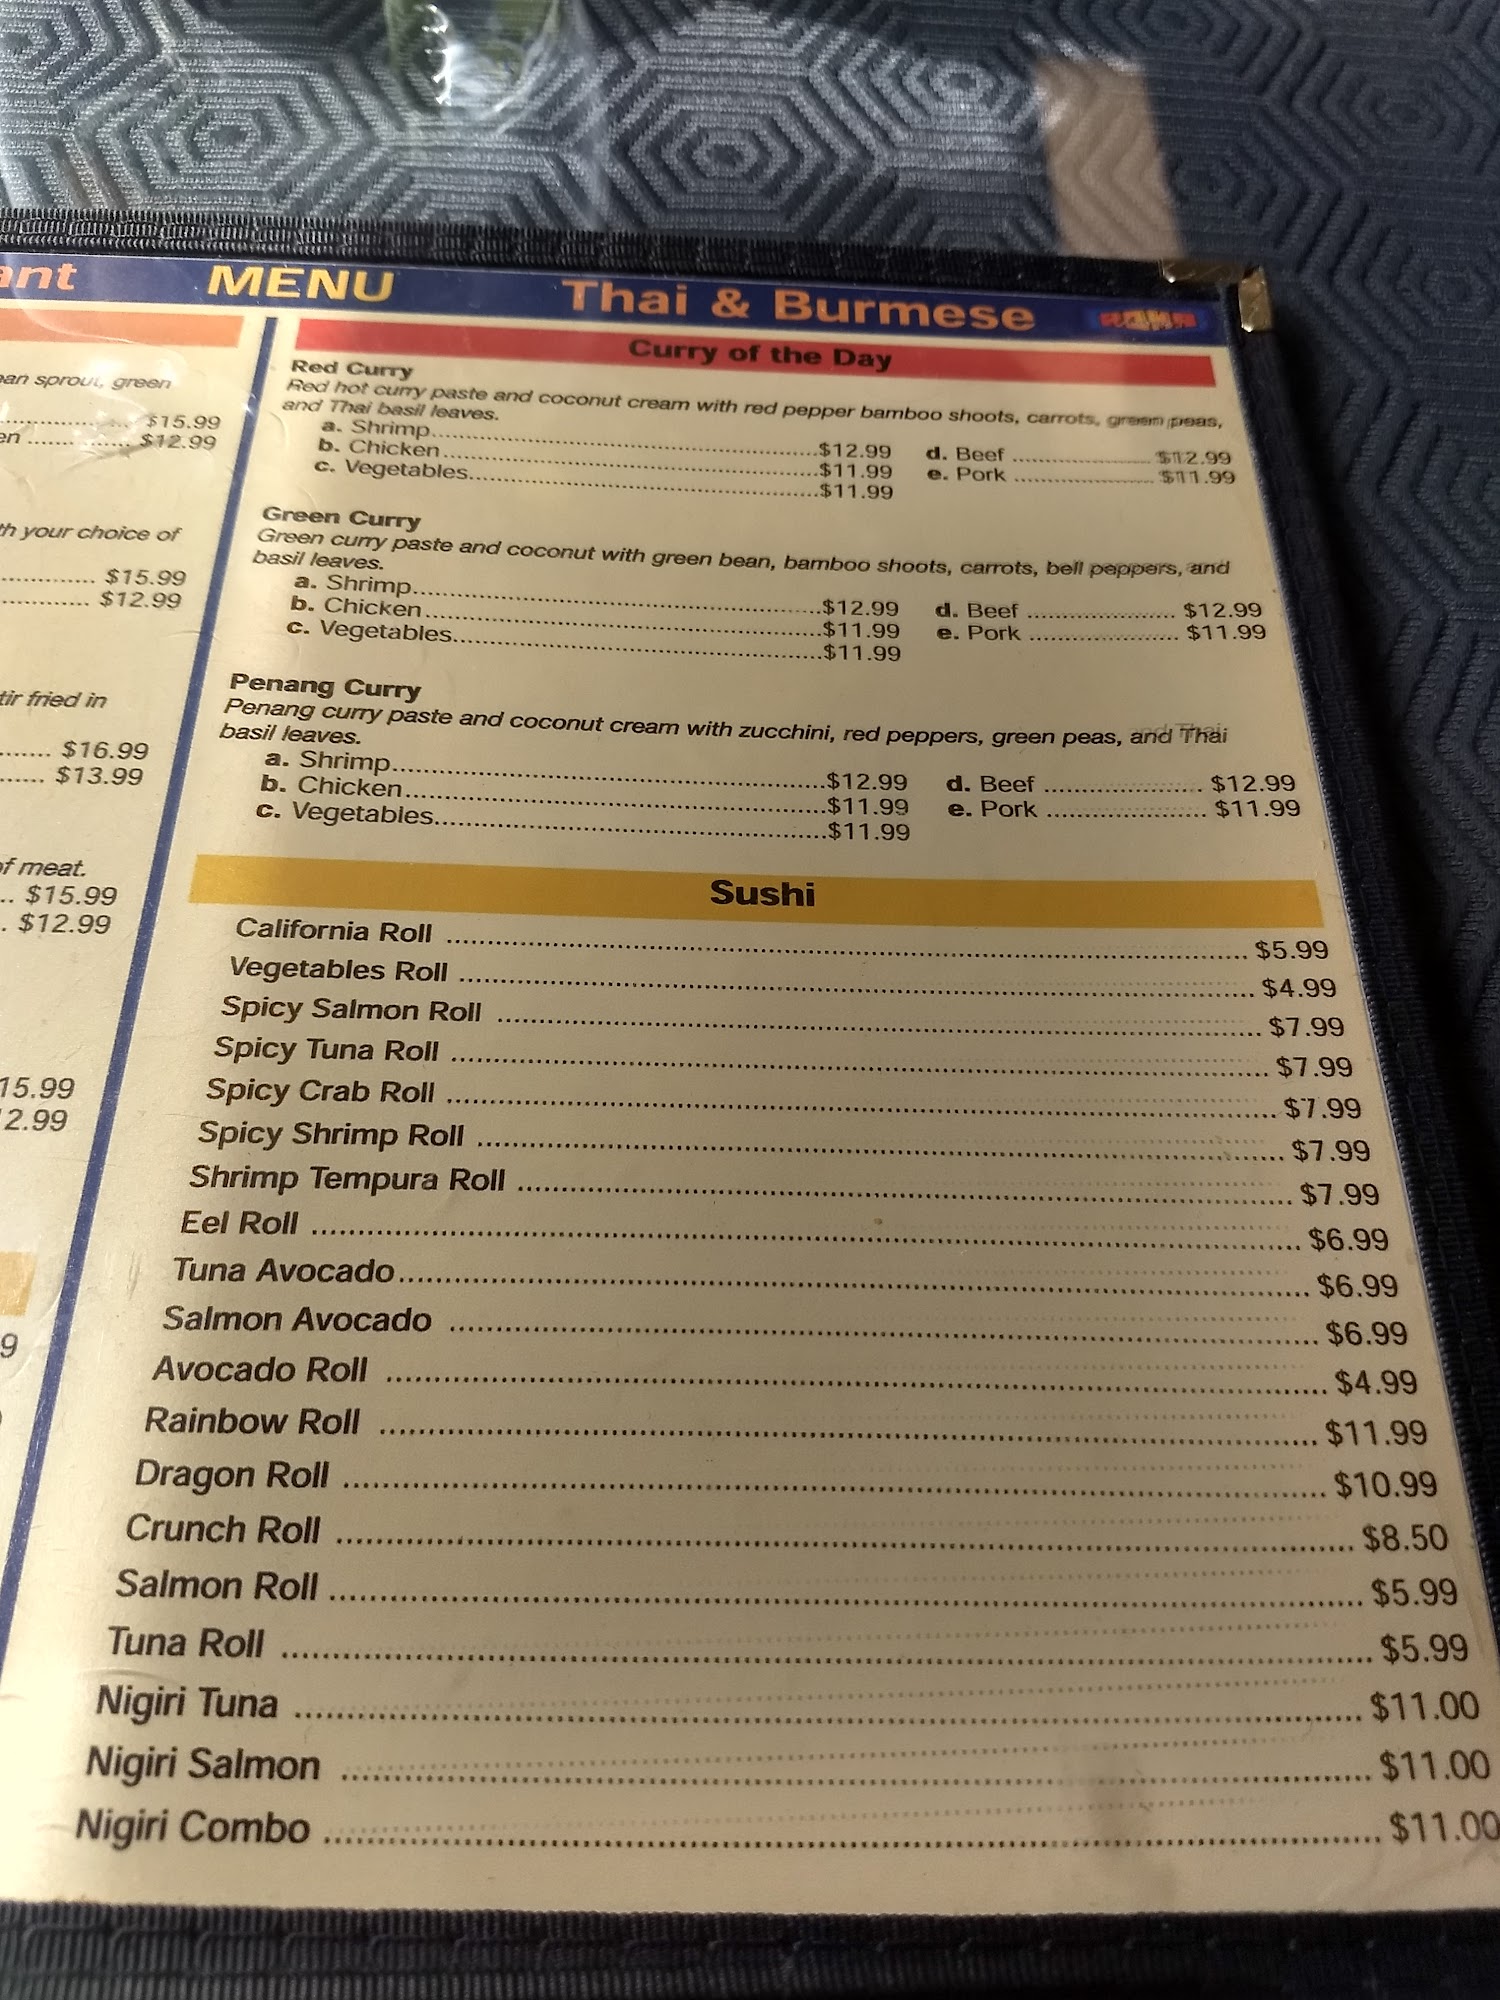 ant MENU Thai & Burmese
ean sprout, green
$15.99
en $12.99
th your choice of
$15.99
$12.99
tir fried in
$16.99
$13.99
of meat.
$15.99
$12.99
15.99
2.99
9
Curry of the Day
Red Curry
Red hot curry paste and coconut cream with red pepper bamboo shoots, carrots, green peas,
and Thai basil leaves.
a. Shrimp $12.99 d. Beef $12.99
b. Chicken $11.99 e. Pork $11.99
c. Vegetables $11.99
Green Curry
Green curry paste and coconut with green bean, bamboo shoots, carrots, bell peppers, and
basil leaves.
a. Shrimp $12.99 d. Beef $12.99
b. Chicken $11.99 e. Pork $11.99
c. Vegetables $11.99
Penang Curry
Penang curry paste and coconut cream with zucchini, red peppers, green peas, and Thai
basil leaves.
a. Shrimp $12.99 d. Beef $12.99
b. Chicken $11.99 e. Pork $11.99
c. Vegetables $11.99
Sushi
California Roll $5.99
Vegetables Roll $4.99
Spicy Salmon Roll $7.99
Spicy Tuna Roll $7.99
Spicy Crab Roll $7.99
Spicy Shrimp Roll $7.99
Shrimp Tempura Roll $7.99
Eel Roll $6.99
Tuna Avocado $6.99
Salmon Avocado $6.99
Avocado Roll $4.99
Rainbow Roll $11.99
Dragon Roll $10.99
Crunch Roll $8.50
Salmon Roll $5.99
Tuna Roll $5.99
Nigiri Tuna $11.00
Nigiri Salmon $11.00
Nigiri Combo $11.00